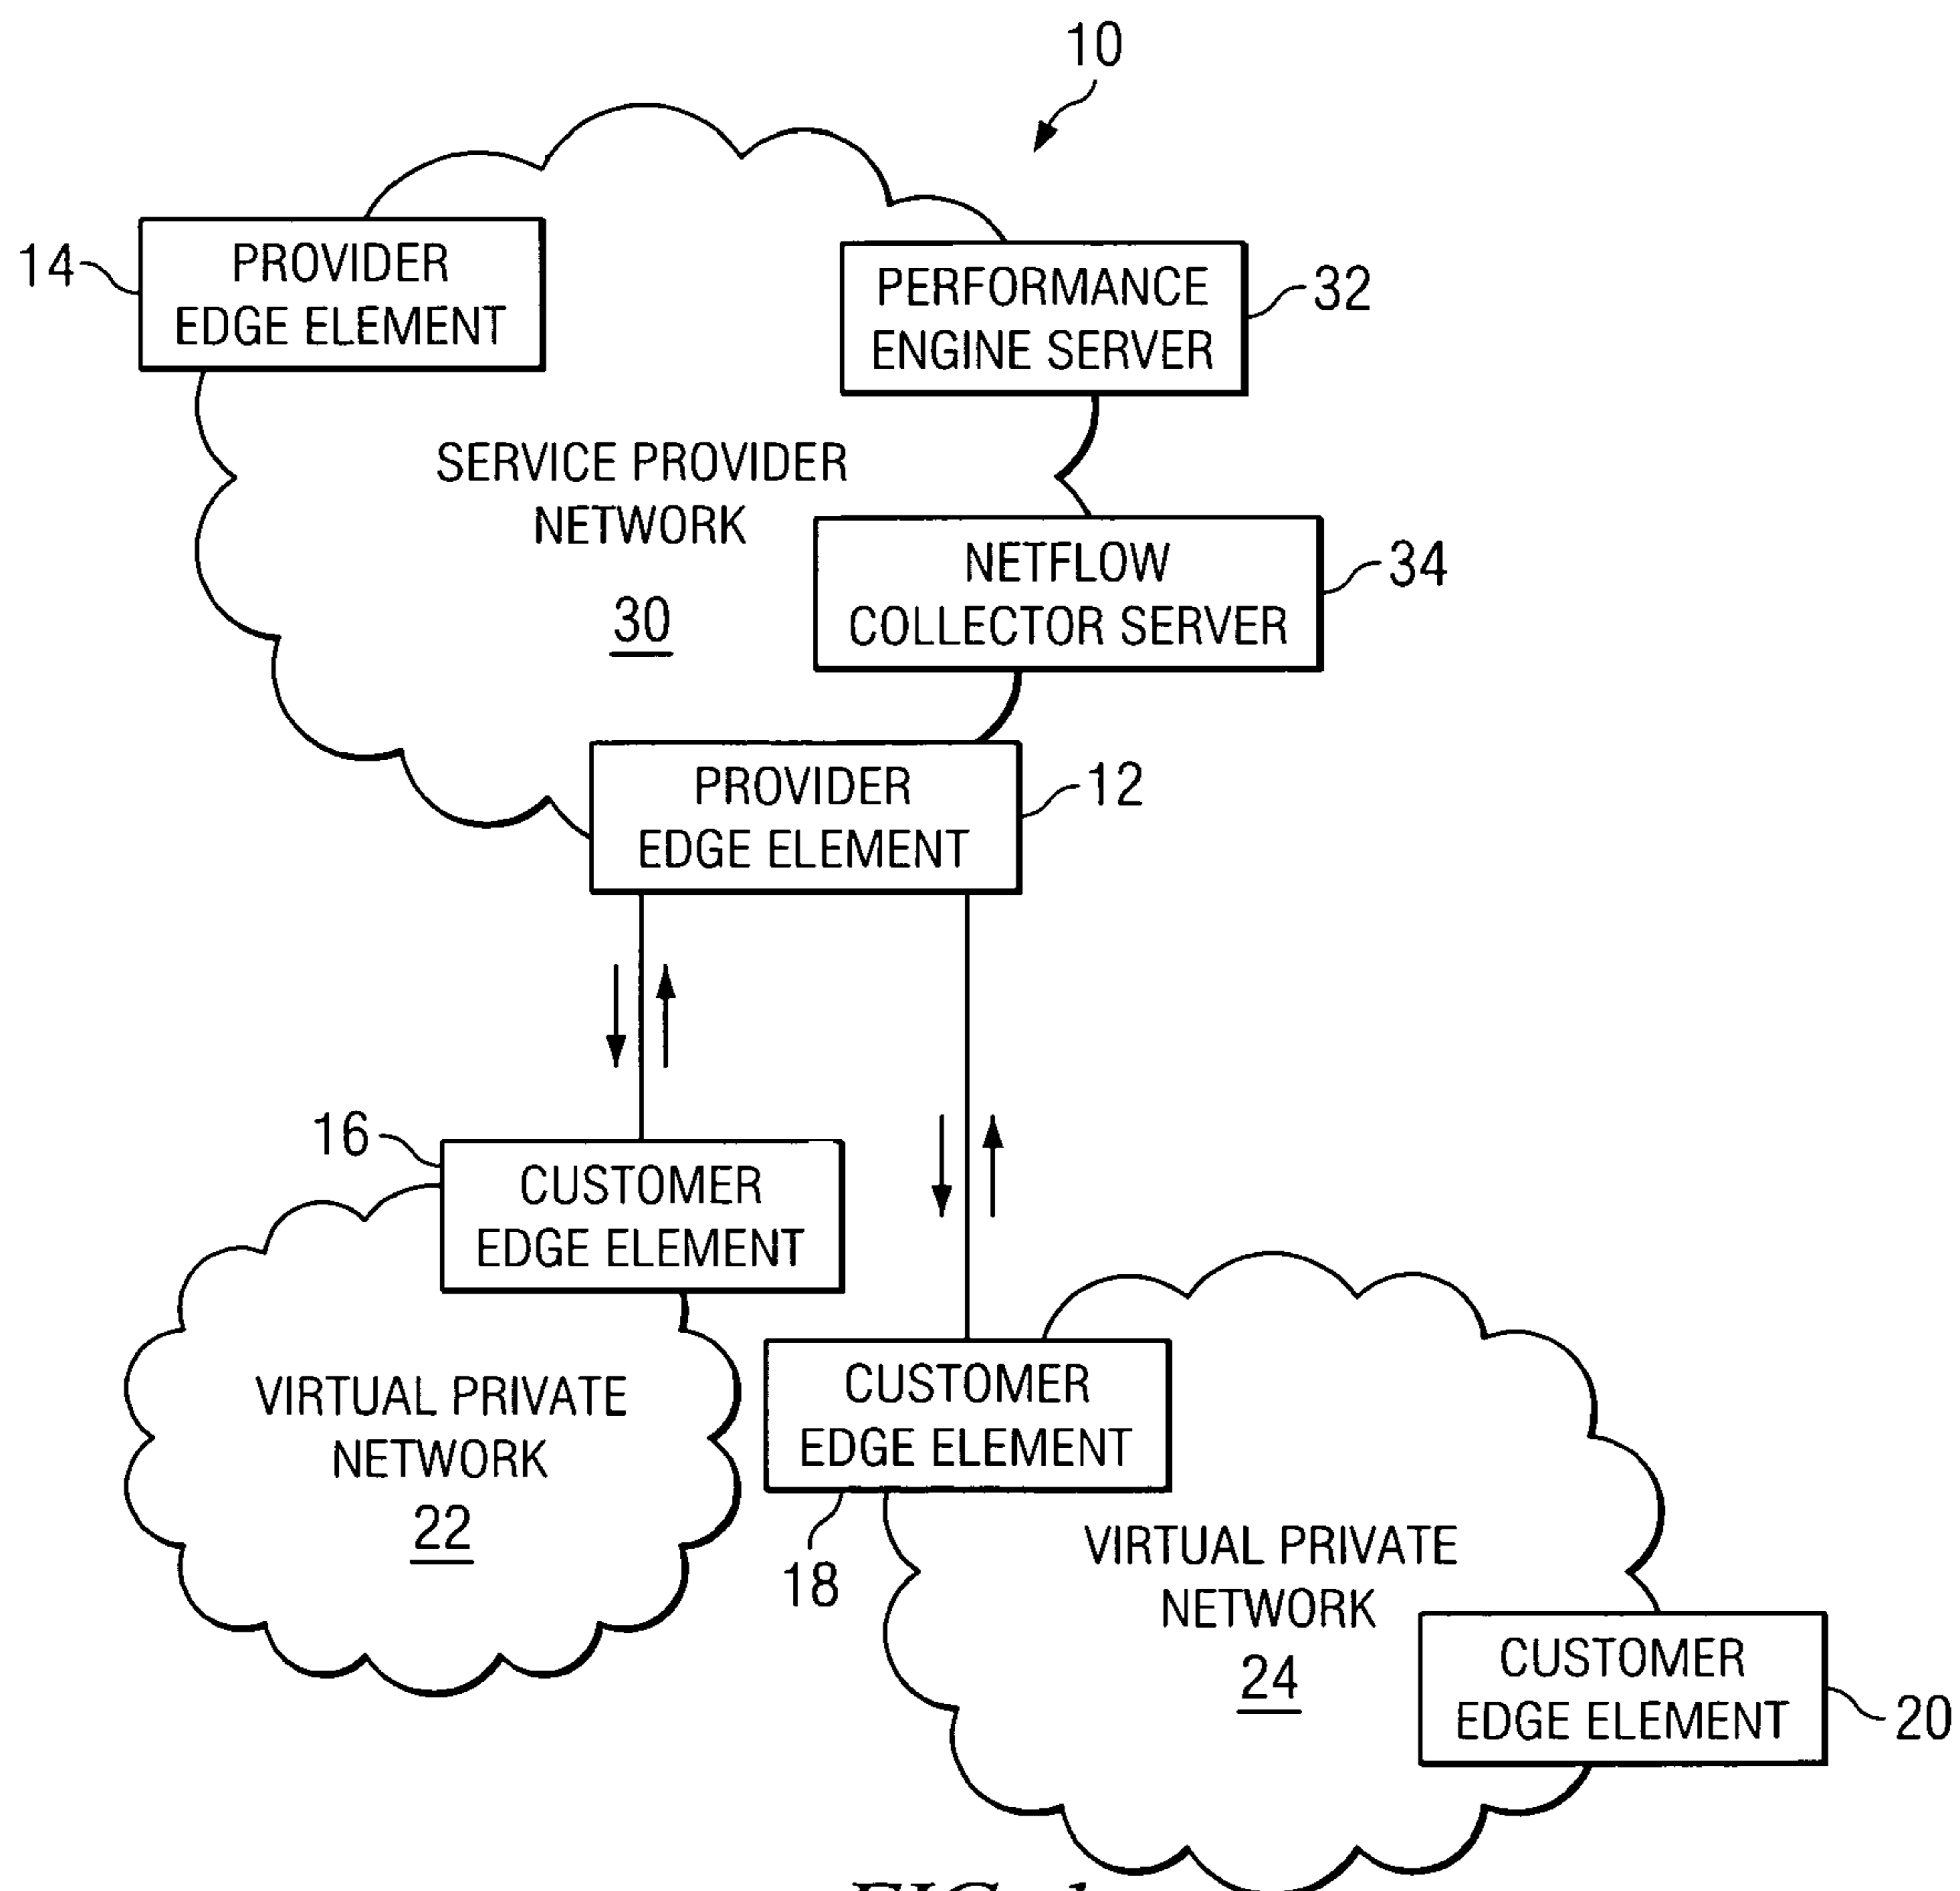 10
14
PROVIDER
EDGE ELEMENT
PERFORMANCE
ENGINE SERVER
32
SERVICE PROVIDER
NETWORK
30
NETFLOW
COLLECTOR SERVER
34
PROVIDER
EDGE ELEMENT
12
16
CUSTOMER
EDGE ELEMENT
VIRTUAL PRIVATE
NETWORK
22
CUSTOMER
EDGE ELEMENT
18
VIRTUAL PRIVATE
NETWORK
24
CUSTOMER
EDGE ELEMENT
20